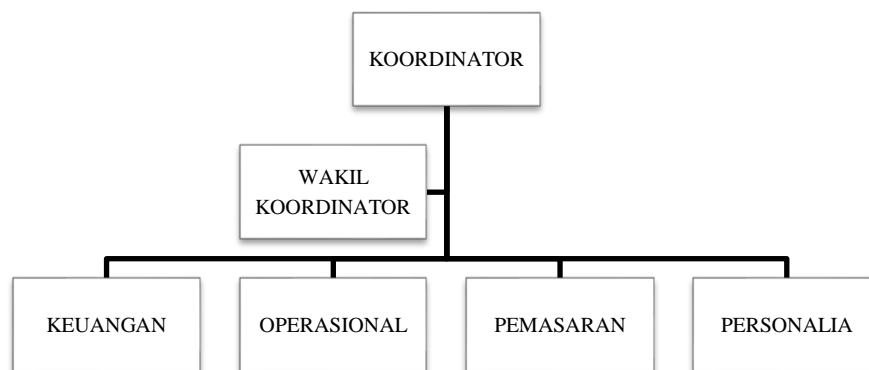 KOORDINATOR
WAKIL
KOORDINATOR
KEUANGAN
OPERASIONAL
PEMASARAN
PERSONALIA